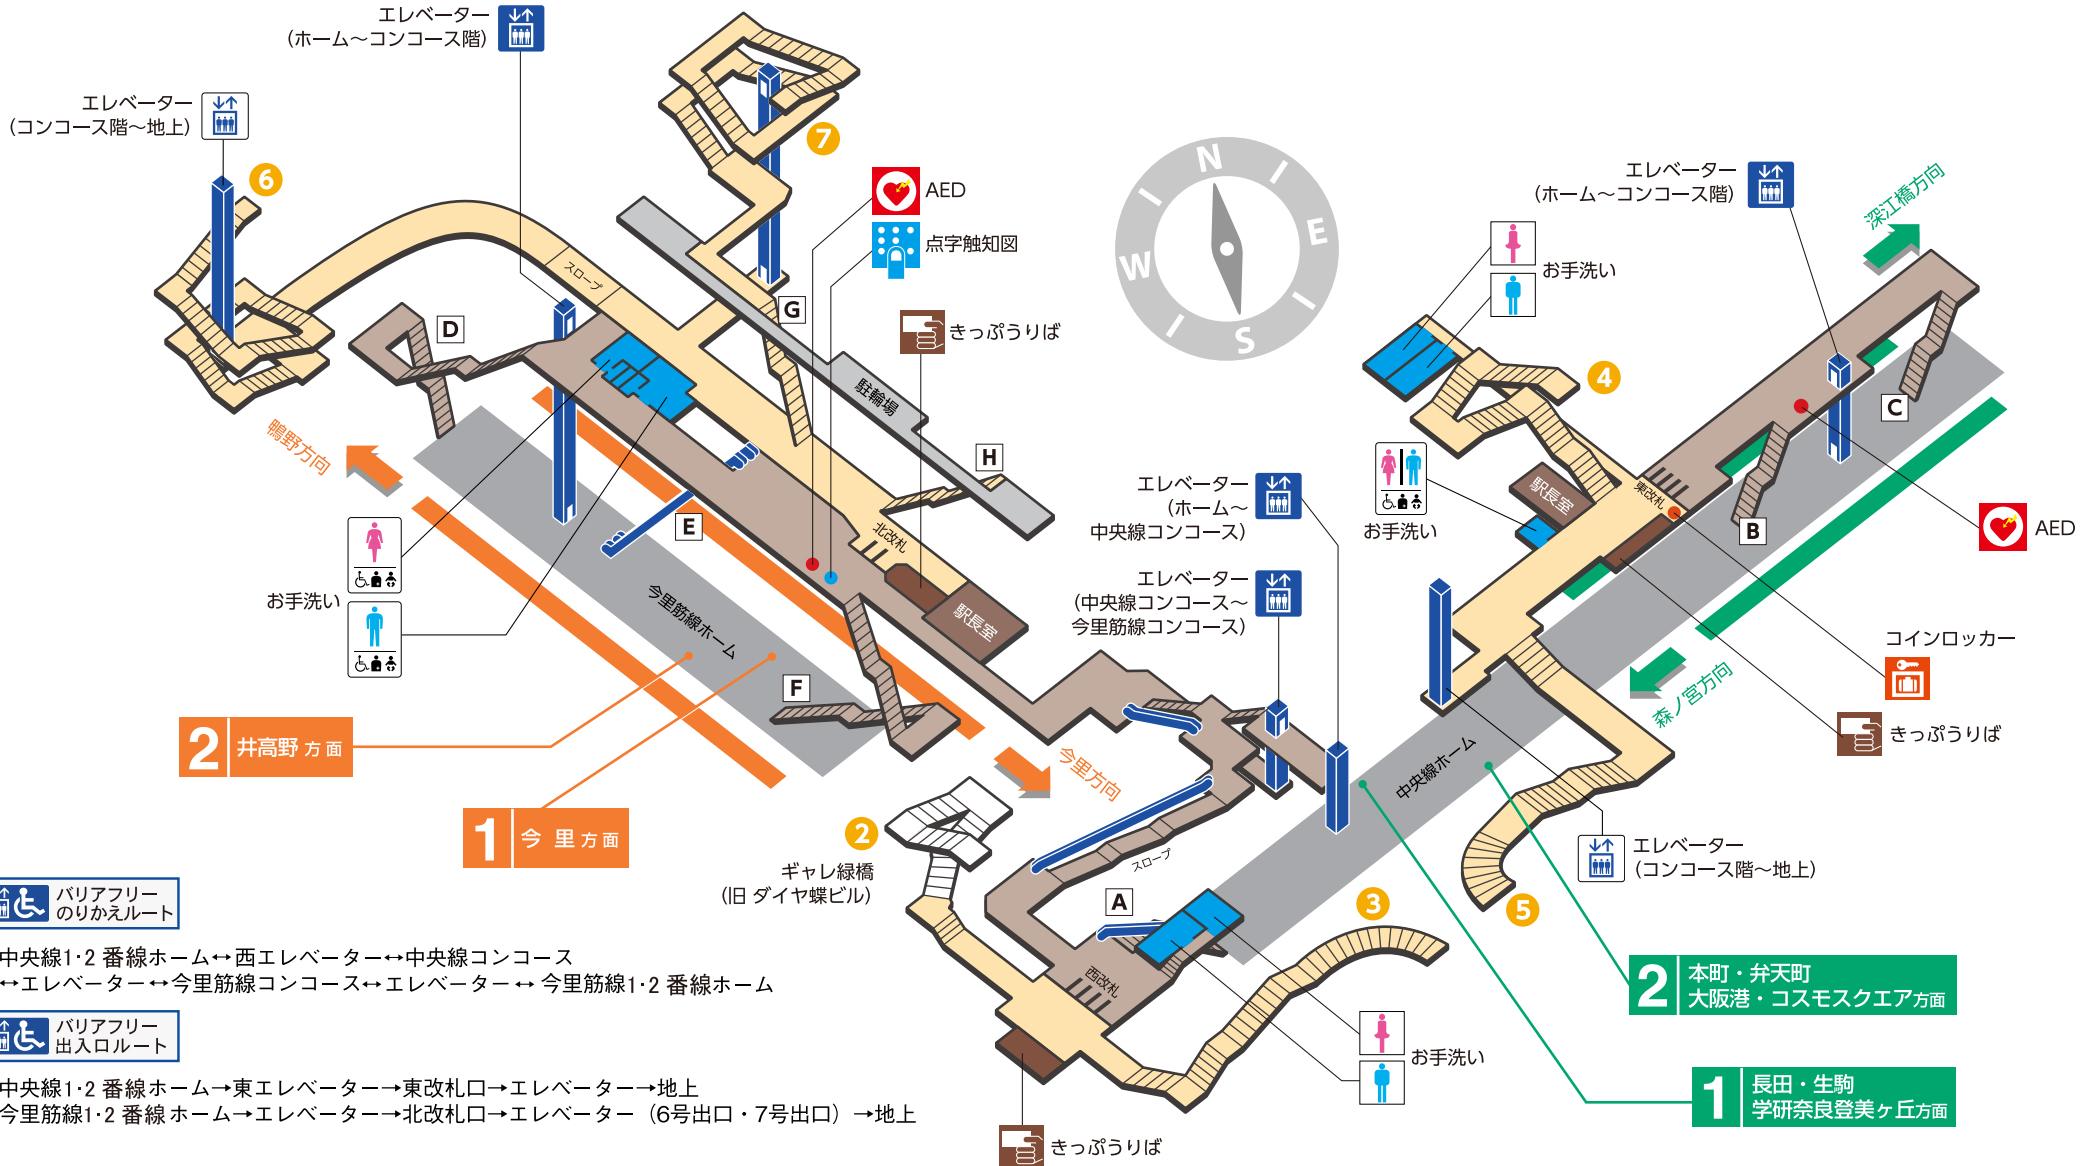 エレベーター
(ホーム〜コンコース階)
エレベーター
(コンコース階〜地上)
6
7
AED
点字触知図
きっぷうりば
N
I
E
I
S
I
W
I
エレベーター
(ホーム〜コンコース階)
深江橋方向
お手洗い
4
スロープ
D
G
駐輪場
H
C
鴨野方向
E
北改札
駅長室
今里筋線ホーム
F
お手洗い
お手洗い
駅長室
東改札
B
AED
エレベーター
(ホーム〜
中央線コンコース)
エレベーター
(中央線コンコース〜
今里筋線コンコース)
コインロッカー
きっぷうりば
森ノ宮方向
2 井高野 方面
1 今 里 方面
今里方向
中央線ホーム
2
ギャレ緑橋
(旧 ダイヤ蝶ビル)
スロープ
A
3
5
エレベーター
(コンコース階〜地上)
西改札
2 本町・弁天町
大阪港・コスモスクエア方面
1 長田・生駒
学研奈良登美ヶ丘方面
お手洗い
きっぷうりば
バリアフリー
のりかえルート
中央線1·2 番線ホーム↔西エレベーター↔中央線コンコース
↔エレベーター↔今里筋線コンコース↔エレベーター↔ 今里筋線1·2 番線ホーム
バリアフリー
出入口ルート
中央線1·2 番線ホーム→東エレベーター→東改札口→エレベーター→地上
今里筋線1·2 番線 ホーム→エレベーター→北改札口→エレベーター（6号出口・7号出口）→地上